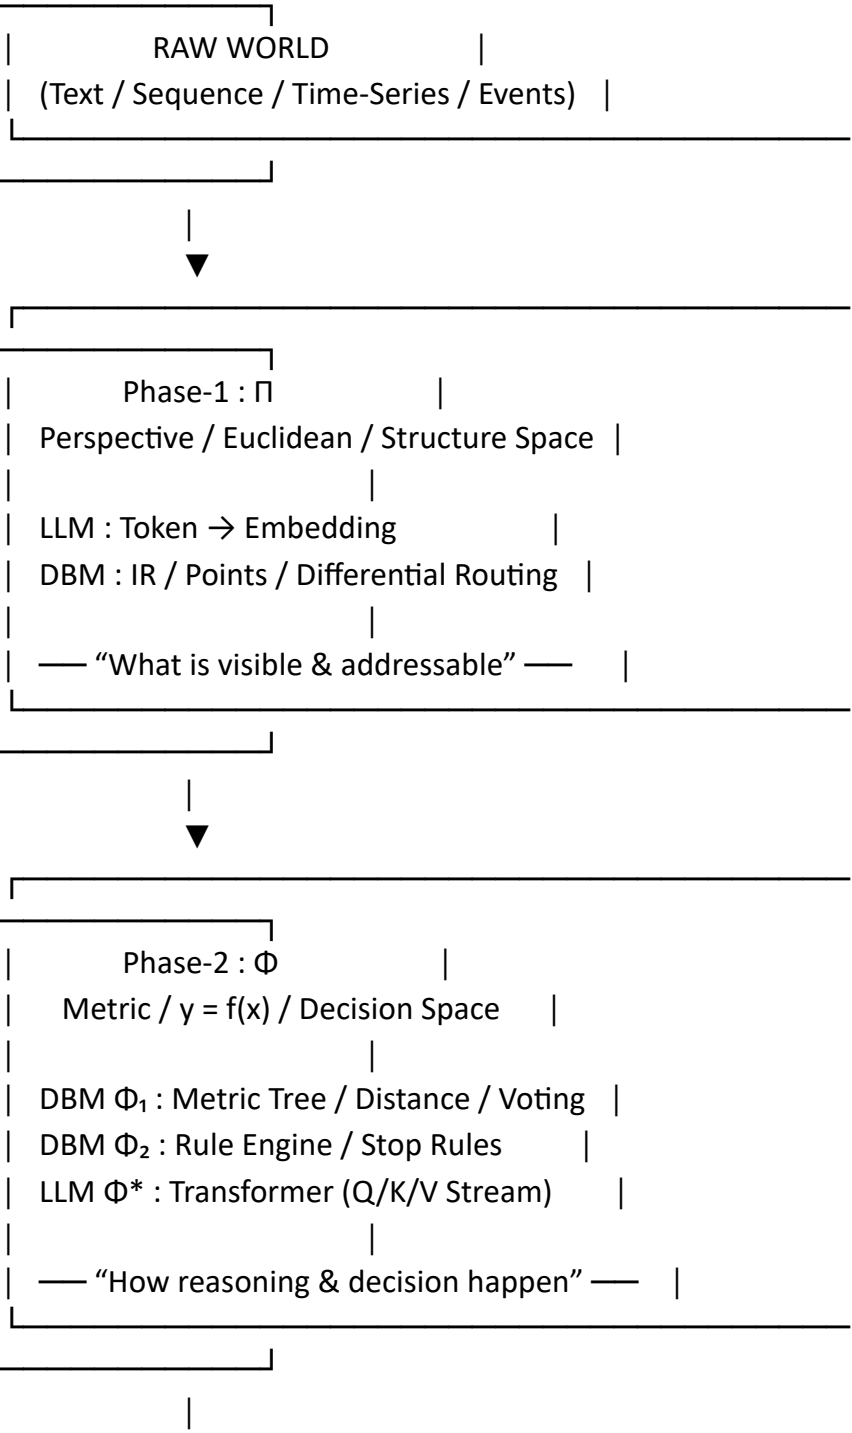 RAW WORLD
(Text / Sequence / Time-Series / Events)
▼
Phase-1 : Π
Perspective / Euclidean / Structure Space
LLM : Token → Embedding
DBM : IR / Points / Differential Routing
—— “What is visible & addressable” ——
▼
Phase-2 : Φ
Metric / y = f(x) / Decision Space
DBM Φ₁ : Metric Tree / Distance / Voting
DBM Φ₂ : Rule Engine / Stop Rules
LLM Φ* : Transformer (Q/K/V Stream)
—— “How reasoning & decision happen” ——